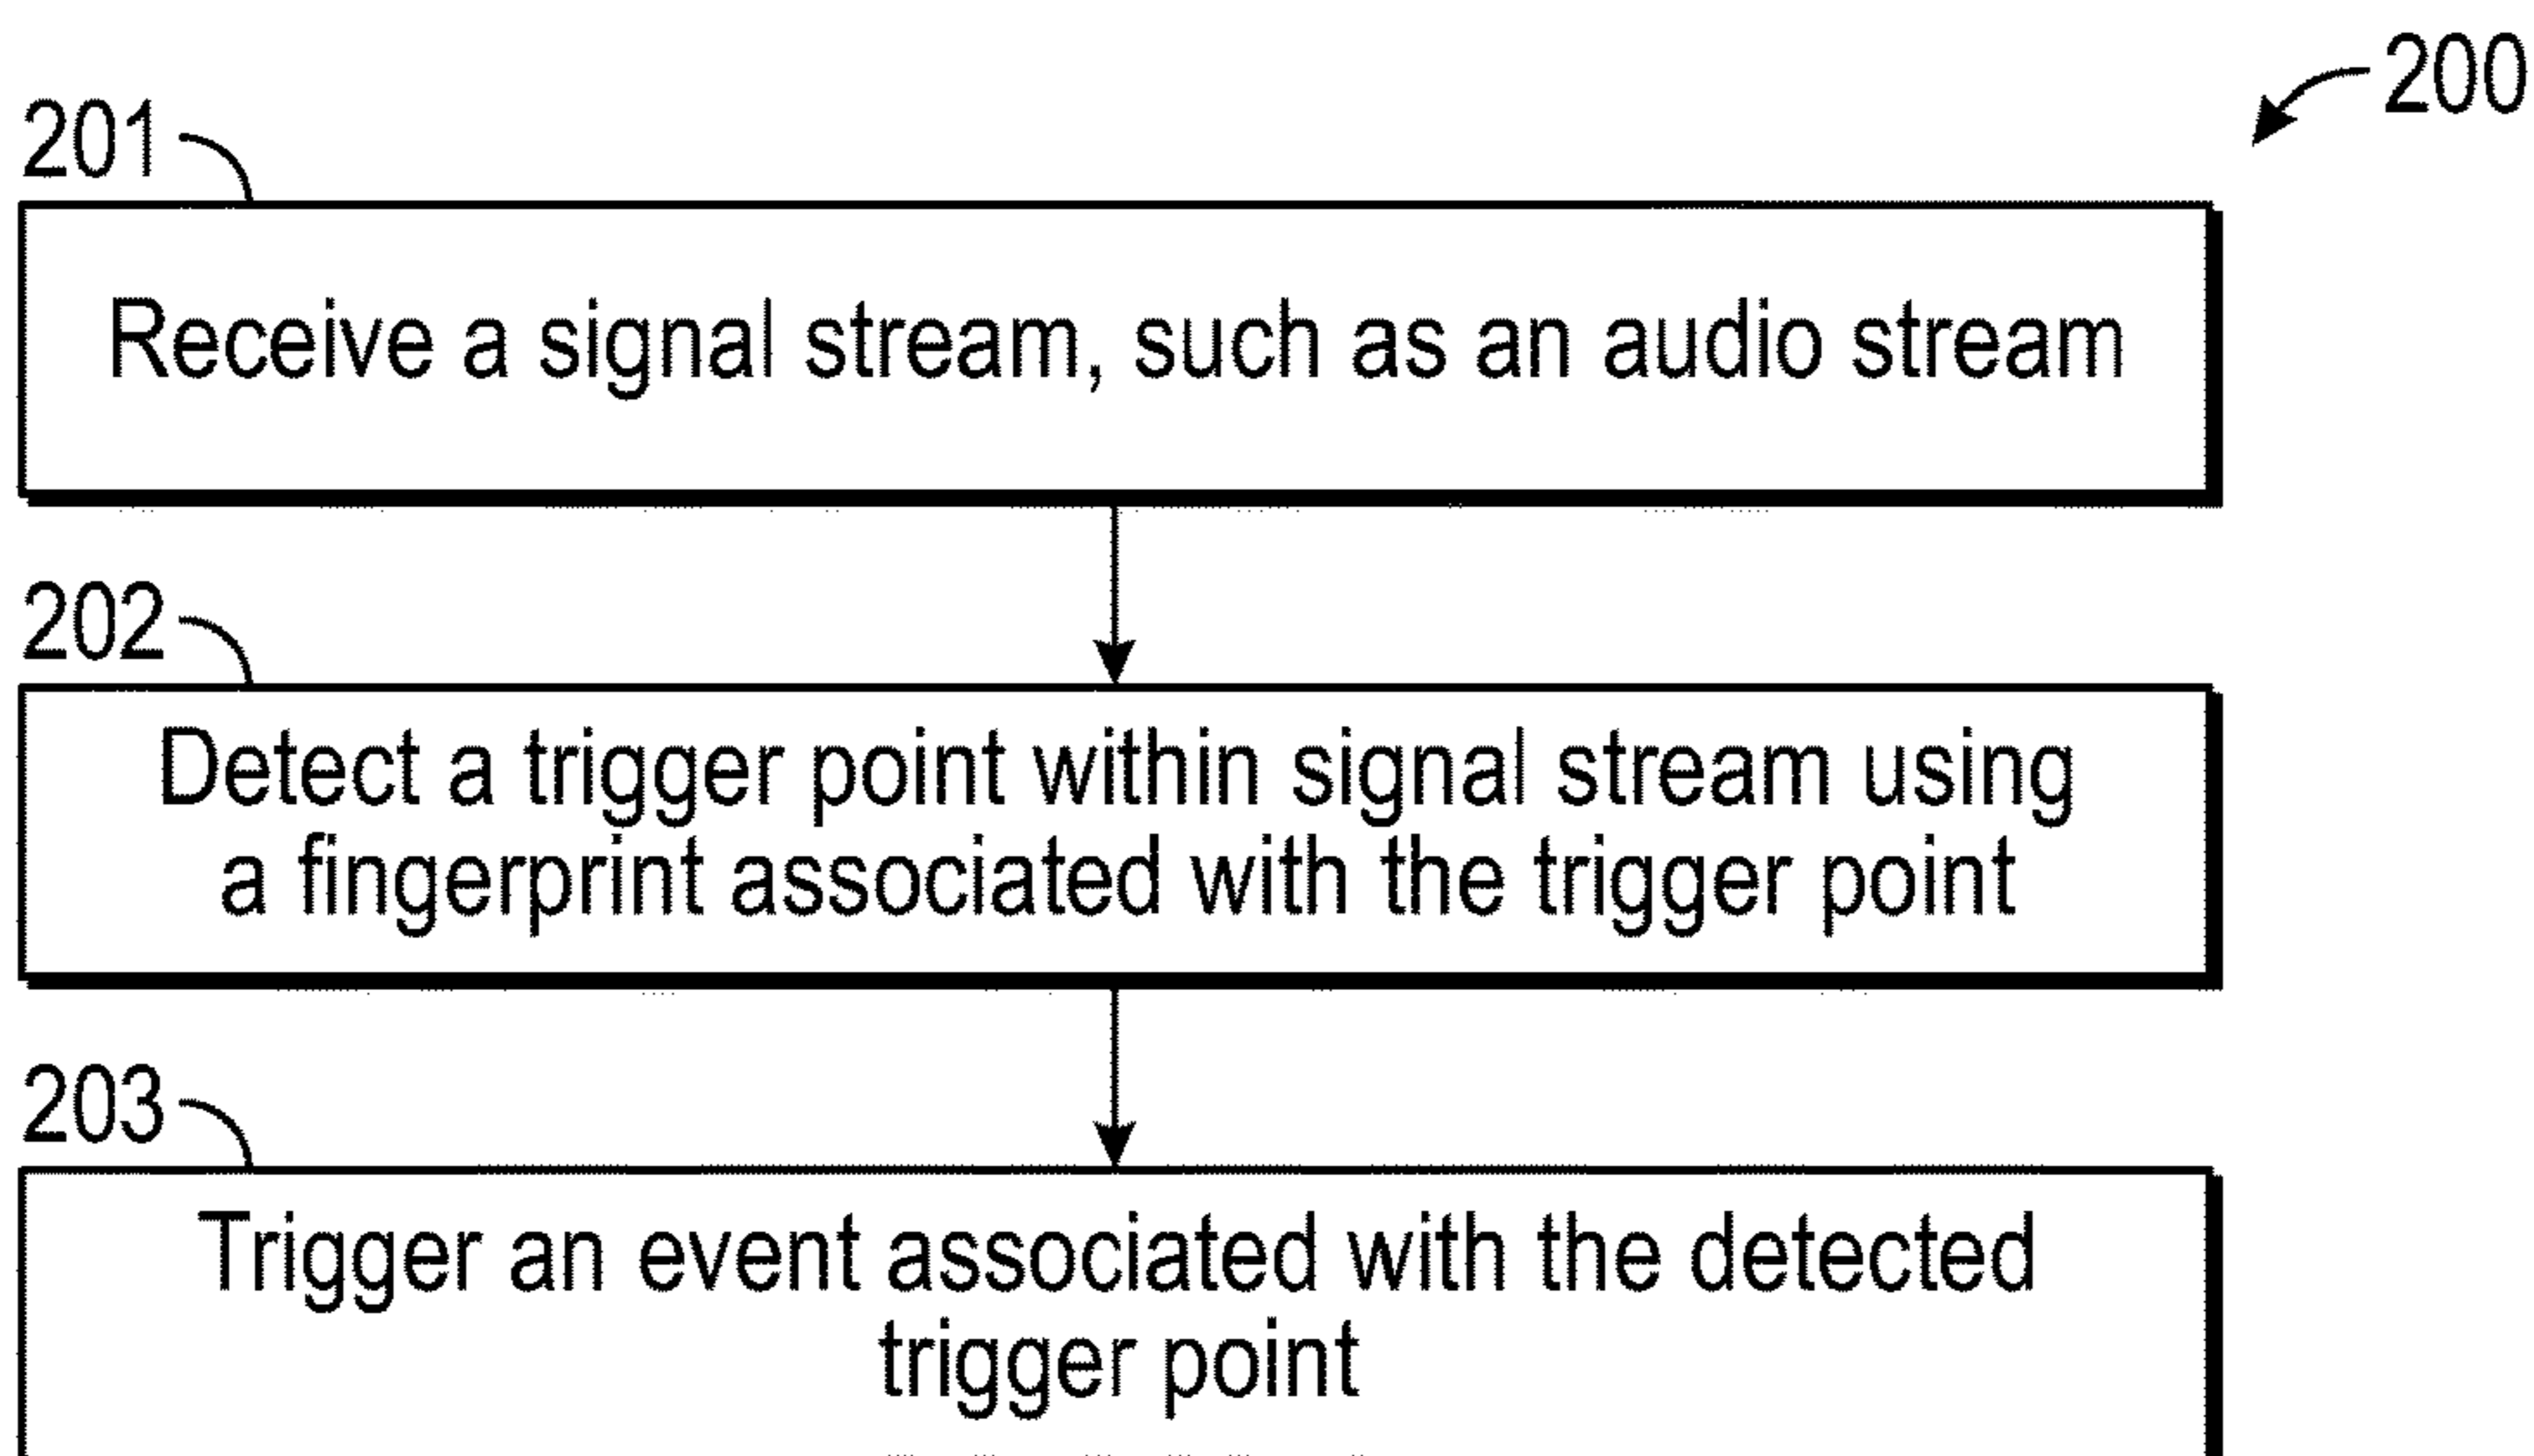 200
201
Receive a signal stream, such as an audio stream
202
Detect a trigger point within signal stream using
a fingerprint associated with the trigger point
203
Trigger an event associated with the detected
trigger point